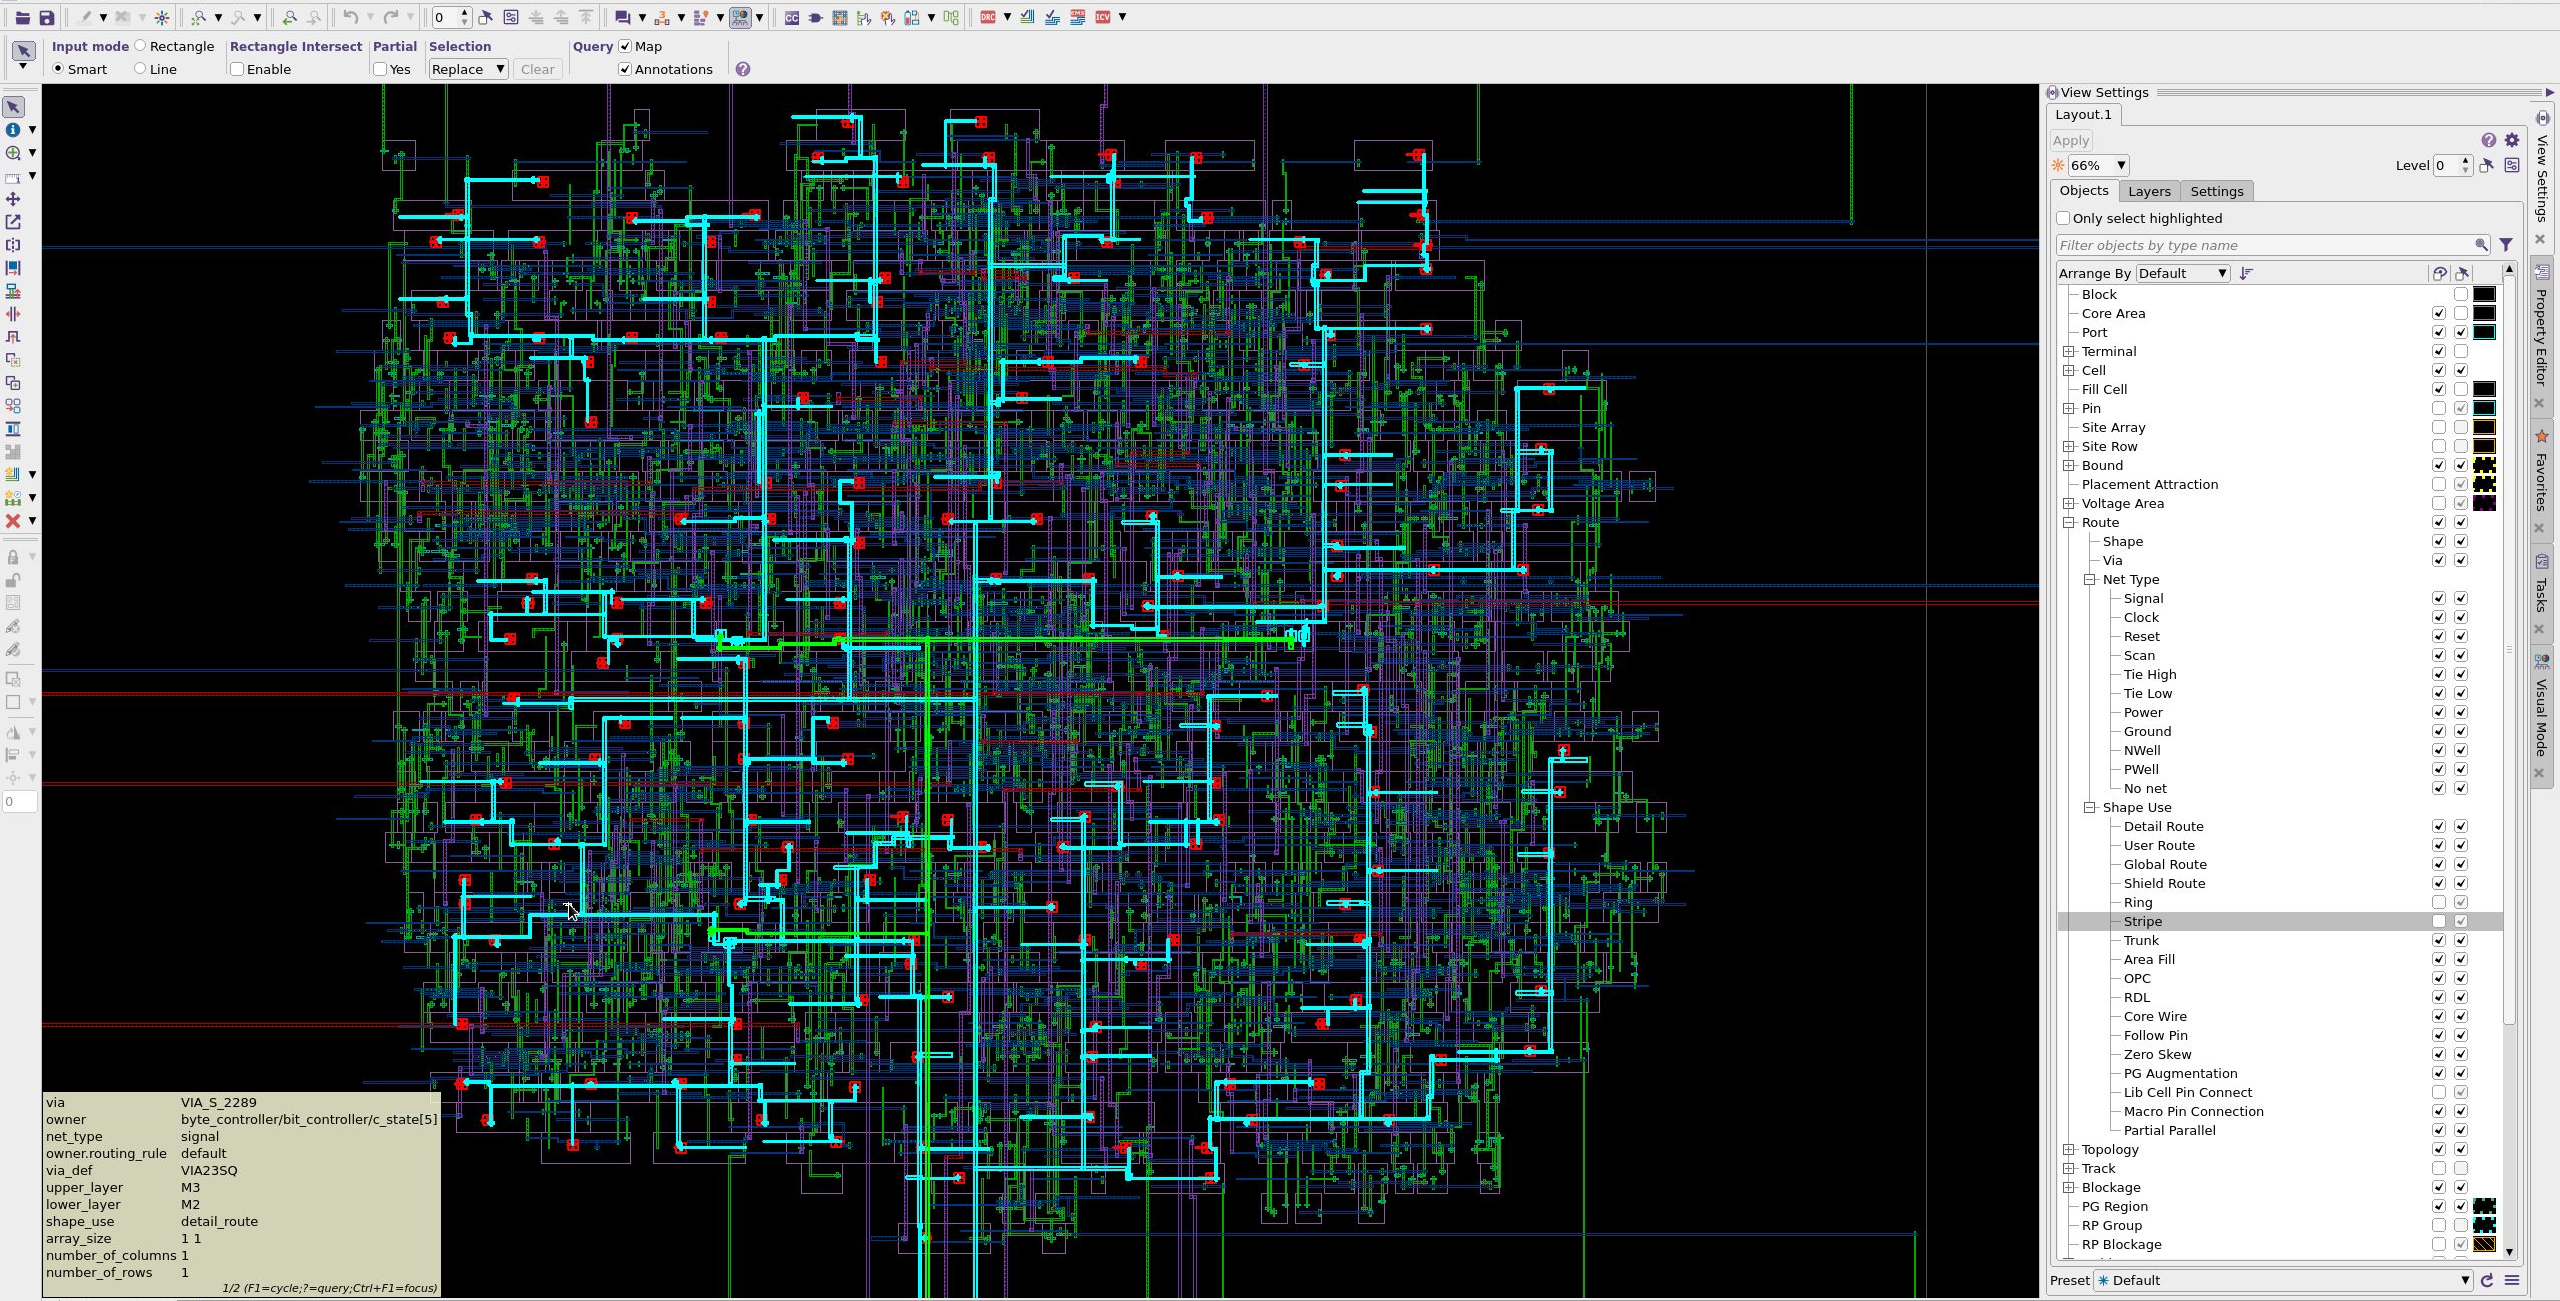 0
CC
DRC
EMS
ICV
Input mode Rectangle Rectangle Intersect Partial Selection Query Map
Smart Line Enable Yes Replace Clear Annotations
View Settings
Layout.1
Apply
66% Level 0
Objects Layers Settings
Only select highlighted
Filter objects by type name
Arrange By Default
Block
Core Area
Port
Terminal
Cell
Fill Cell
Pin
Site Array
Site Row
Bound
Placement Attraction
Voltage Area
Route
Shape
Via
Net Type
Signal
Clock
Reset
Scan
Tie High
Tie Low
Power
Ground
NWell
PWell
No net
Shape Use
Detail Route
User Route
Global Route
Shield Route
Ring
Stripe
Trunk
Area Fill
OPC
RDL
Core Wire
Follow Pin
Zero Skew
PG Augmentation
Lib Cell Pin Connect
Macro Pin Connection
Partial Parallel
Topology
Track
Blockage
PG Region
RP Group
RP Blockage
Preset Default
View Settings
Property Editor
Favorites
Tasks
Visual Mode
0
via VIA_S_2289
owner byte_controller/bit_controller/c_state[5]
net_type signal
owner.routing_rule default
via_def VIA23SQ
upper_layer M3
lower_layer M2
shape_use detail_route
array_size 1 1
number_of_columns 1
number_of_rows 1
1/2 (F1=cycle;?=query;Ctrl+F1=focus)